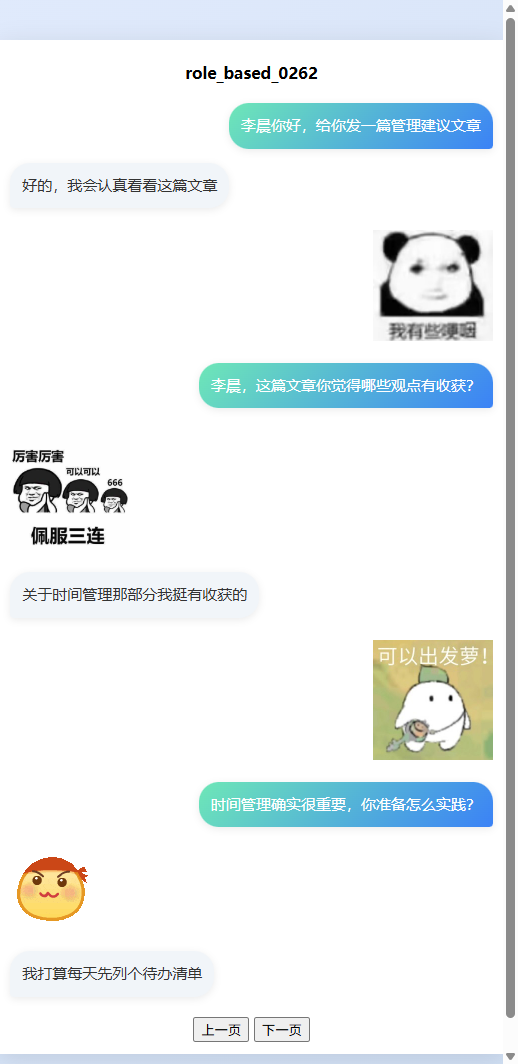 role_based_0262
李晨你好，给你发一篇管理建议文章
好的，我会认真看看这篇文章
我有些哽咽
李晨，这篇文章你觉得哪些观点有收获？
厉害厉害
可以可以
666
佩服三连
关于时间管理那部分我挺有收获的
可以出发萝！
时间管理确实很重要，你准备怎么实践？
我打算每天先列个待办清单
上一页 下一页